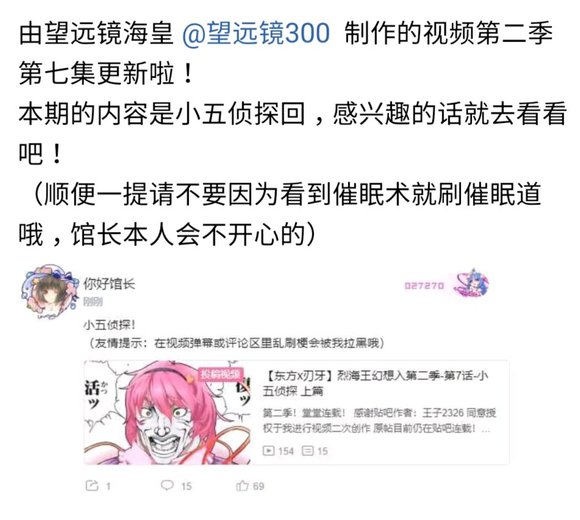 由望远镜海皇 @望远镜300 制作的视频第二季
第七集更新啦！
本期的内容是小五侦探回，感兴趣的话就去看看
吧！
（顺便一提请不要因为看到催眠术就刷催眠道
哦，馆长本人会不开心的）
你好馆长
刚刚
027270
小五侦探！
（友情提示：在视频弹幕或评论区里乱刷梗会被我拉黑哦）
投稿视频
活ッ
かつ
活ッ
【东方x刃牙】烈海王幻想入第二季-第7话-小
五侦探 上篇
第二季！堂堂连载！ 感谢贴吧作者：王子2326 同意授
权于我进行视频二次创作 原帖目前仍在贴吧连载！...
154 15
1 15 69